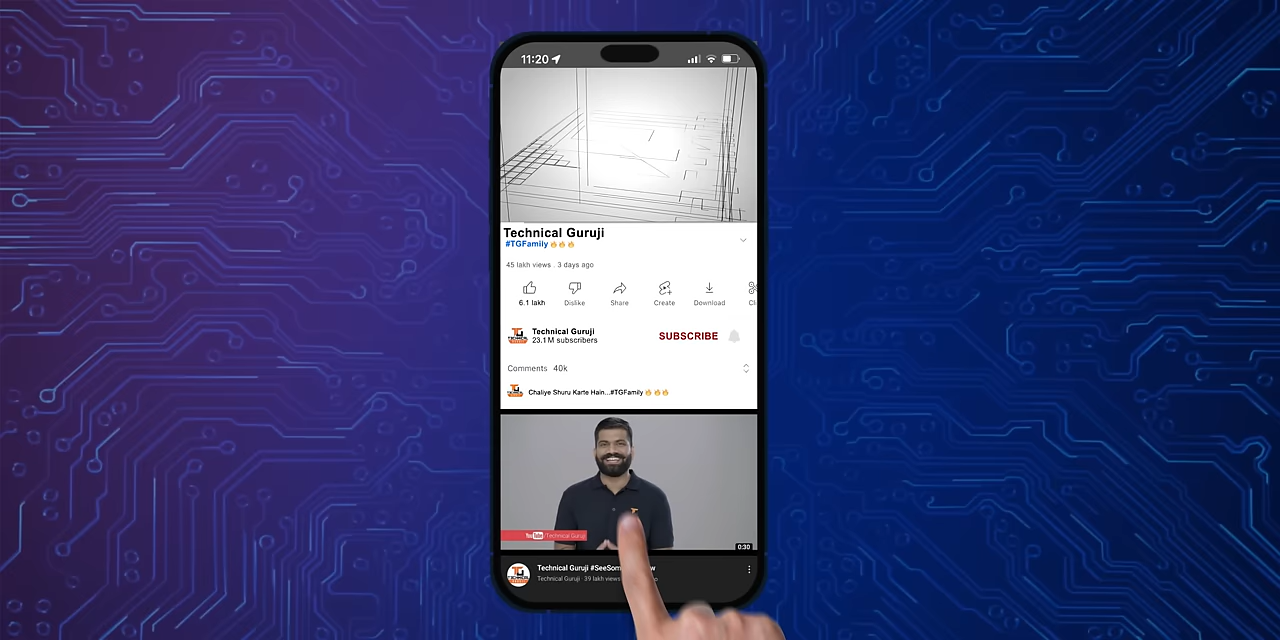 11:20
Technical Guruji
#TGFamily 🔥🔥🔥
45 lakh views . 3 days ago
6.1 lakh Dislike Share Create Download
Technical Guruji
23.1 M subscribers
SUBSCRIBE
Comments 40k
Chaliye Shuru Karte Hain...#TGFamily 🔥🔥🔥
YouTube Technical Guruji
0:30
Technical Guruji
Technical Guruji · 39 lakh views